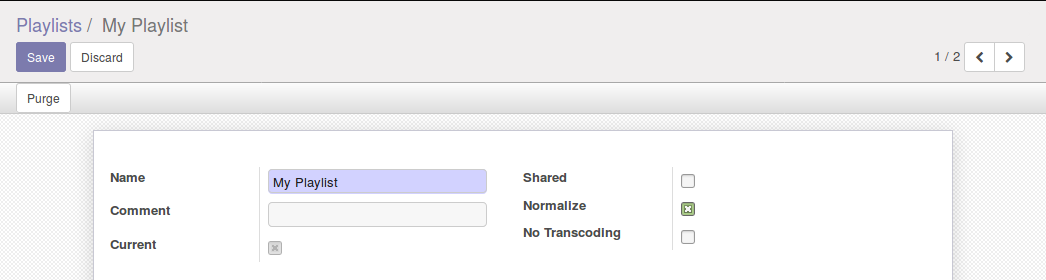 Playlists / My Playlist
Save Discard 1 / 2
Purge
Name My Playlist Shared
Comment Normalize
Current No Transcoding